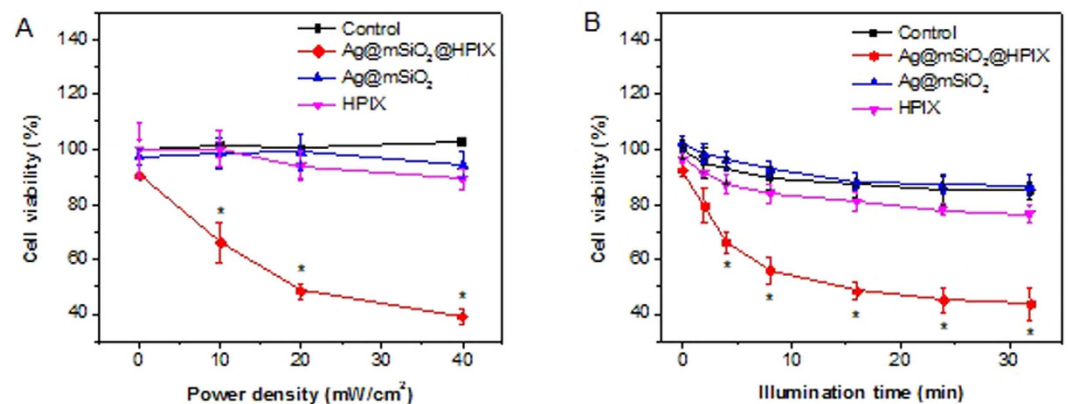 A
Control
Ag@mSiO₂@HPIX
Ag@mSiO₂
HPIX
Cell viability (%)
140
120
100
80
60
40
*
*
*
0
10
20
30
40
Power density (mW/cm²)
B
Control
Ag@mSiO₂@HPIX
Ag@mSiO₂
HPIX
Cell viability (%)
140
120
100
80
60
40
*
*
*
*
*
0
10
20
30
Illumination time (min)